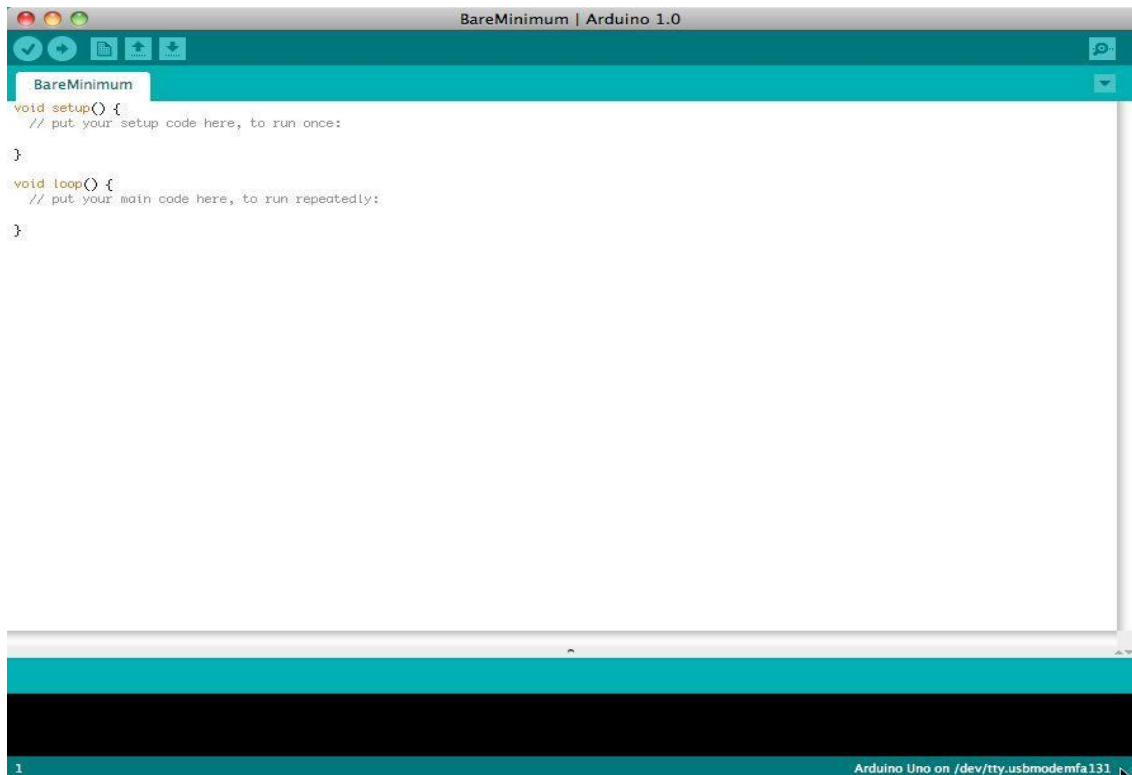 BareMinimum | Arduino 1.0
BareMinimum
void setup() {
  // put your setup code here, to run once:
}
void loop() {
  // put your main code here, to run repeatedly:
}
1
Arduino Uno on /dev/tty.usbmodemfa131